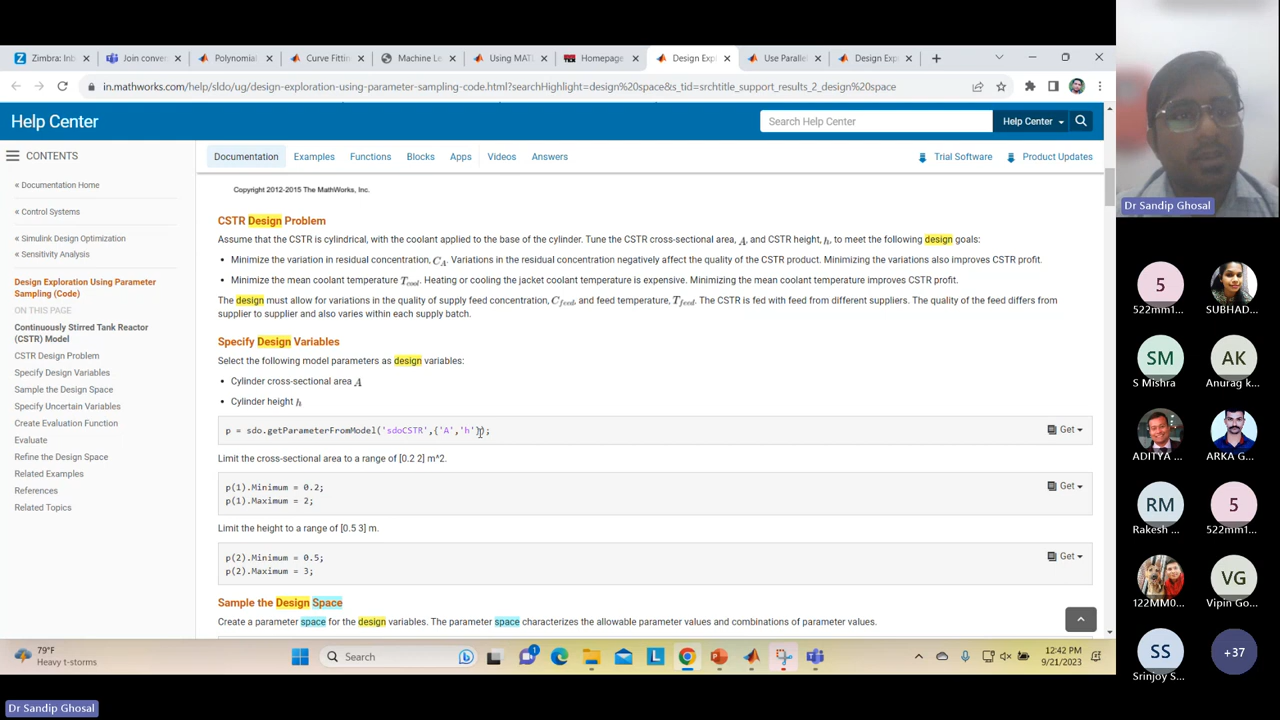 Zimbra: Inb
Join conver
Polynomial
Curve Fittin
Machine Le
Using MATL
Homepage
Design Expl
Use Parallel
Design Exp
in.mathworks.com/help/sldo/ug/design-exploration-using-parameter-sampling-code.html?searchHighlight=design%20space&s_tid=srchtitle_support_results_2_design%20space
Help Center
Search Help Center
Help Center
CONTENTS
Documentation
Examples
Functions
Blocks
Apps
Videos
Answers
Trial Software
Product Updates
« Documentation Home
« Control Systems
« Simulink Design Optimization
« Sensitivity Analysis
Design Exploration Using Parameter
Sampling (Code)
ON THIS PAGE
Continuously Stirred Tank Reactor
(CSTR) Model
CSTR Design Problem
Specify Design Variables
Sample the Design Space
Specify Uncertain Variables
Create Evaluation Function
Evaluate
Refine the Design Space
Related Examples
References
Related Topics
Copyright 2012-2015 The MathWorks, Inc.
CSTR Design Problem
Assume that the CSTR is cylindrical, with the coolant applied to the base of the cylinder. Tune the CSTR cross-sectional area, A, and CSTR height, h, to meet the following design goals:
• Minimize the variation in residual concentration, C_A. Variations in the residual concentration negatively affect the quality of the CSTR product. Minimizing the variations also improves CSTR profit.
• Minimize the mean coolant temperature T_cool. Heating or cooling the jacket coolant temperature is expensive. Minimizing the mean coolant temperature improves CSTR profit.
The design must allow for variations in the quality of supply feed concentration, C_feed, and feed temperature, T_feed. The CSTR is fed with feed from different suppliers. The quality of the feed differs from
supplier to supplier and also varies within each supply batch.
Specify Design Variables
Select the following model parameters as design variables:
• Cylinder cross-sectional area A
• Cylinder height h
p = sdo.getParameterFromModel('sdoCSTR',{'A','h'});
Get
Limit the cross-sectional area to a range of [0.2 2] m^2.
p(1).Minimum = 0.2;
p(1).Maximum = 2;
Get
Limit the height to a range of [0.5 3] m.
p(2).Minimum = 0.5;
p(2).Maximum = 3;
Get
Sample the Design Space
Create a parameter space for the design variables. The parameter space characterizes the allowable parameter values and combinations of parameter values.
79°F
Heavy t-storms
Search
1
12:42 PM
9/21/2023
Dr Sandip Ghosal
5
522mm1...
SUBHAD...
SM
S Mishra
AK
Anurag k...
ADITYA ...
ARKA G...
RM
Rakesh ...
5
522mm1...
122MM0...
VG
Vipin Go...
SS
Srinjoy S...
+37
Dr Sandip Ghosal